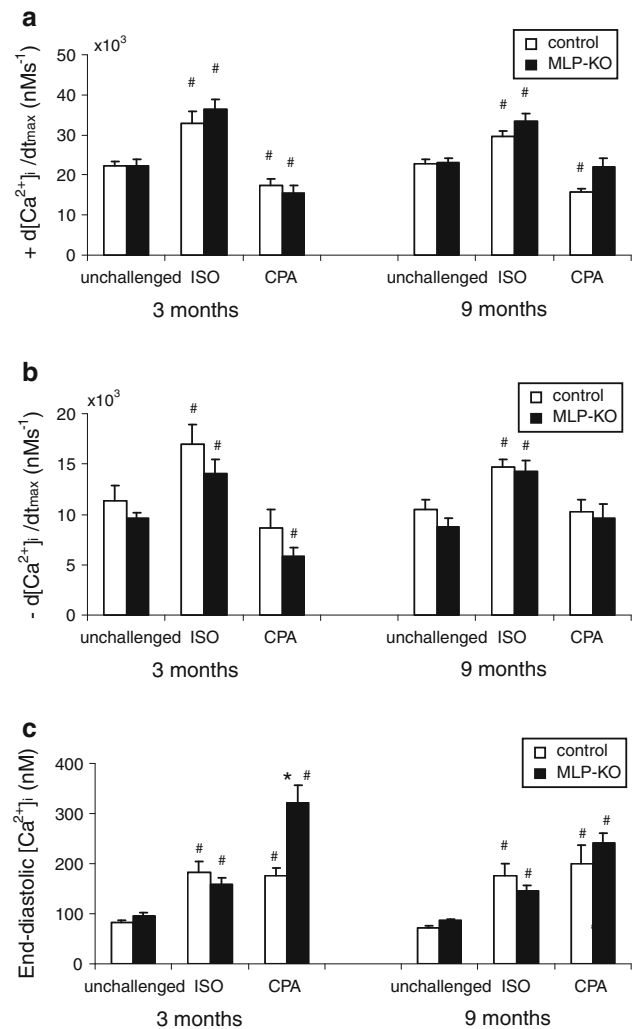 a
x10³
control
MLP-KO
+ d[Ca²⁺]i /dtmax (nMs⁻¹)
50
40
30
20
10
0
# # # # # # #
unchallenged ISO CPA unchallenged ISO CPA
3 months 9 months
b
x10³
control
MLP-KO
- d[Ca²⁺]i /dtmax (nMs⁻¹)
20
15
10
5
0
# # # # #
unchallenged ISO CPA unchallenged ISO CPA
3 months 9 months
c
control
MLP-KO
End-diastolic [Ca²⁺]i (nM)
400
300
200
100
0
# # # * # # # # #
unchallenged ISO CPA unchallenged ISO CPA
3 months 9 months